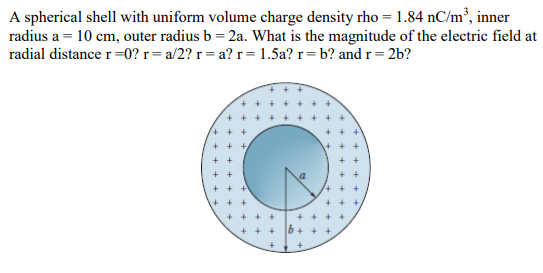 A spherical shell with uniform volume charge density rho = 1.84 nC/m³, inner
radius a = 10 cm, outer radius b = 2a. What is the magnitude of the electric field at
radial distance r =0? r = a/2? r = a? r = 1.5a? r = b? and r = 2b?
a
b